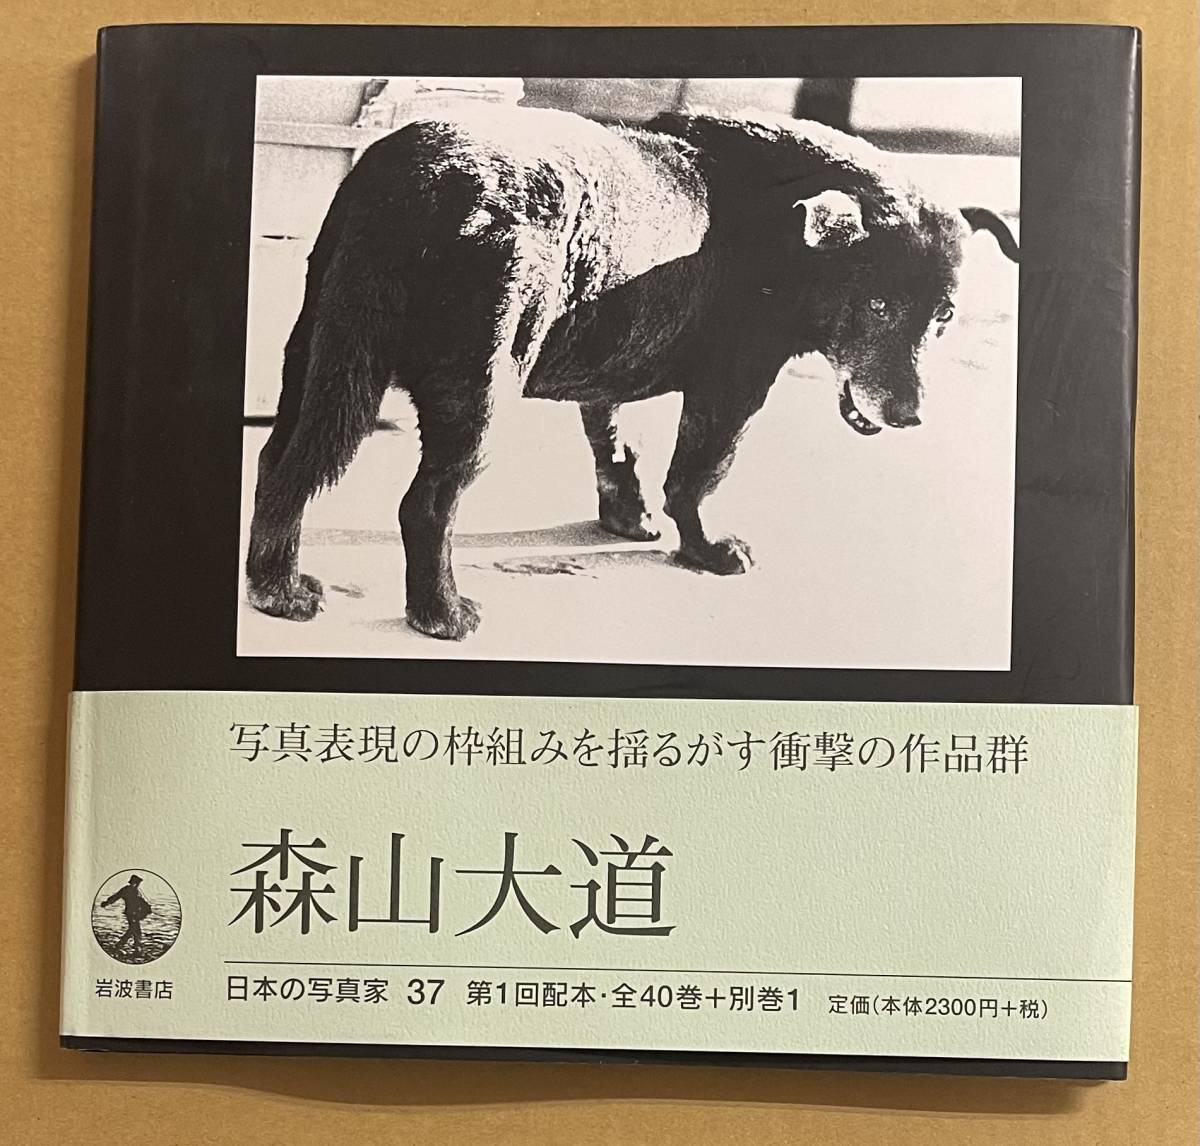 写真表現の枠組みを揺るがす衝撃の作品群
森山大道
岩波書店
日本の写真家 37 第1回配本・全40巻+別巻1 定価(本体2300円+税)